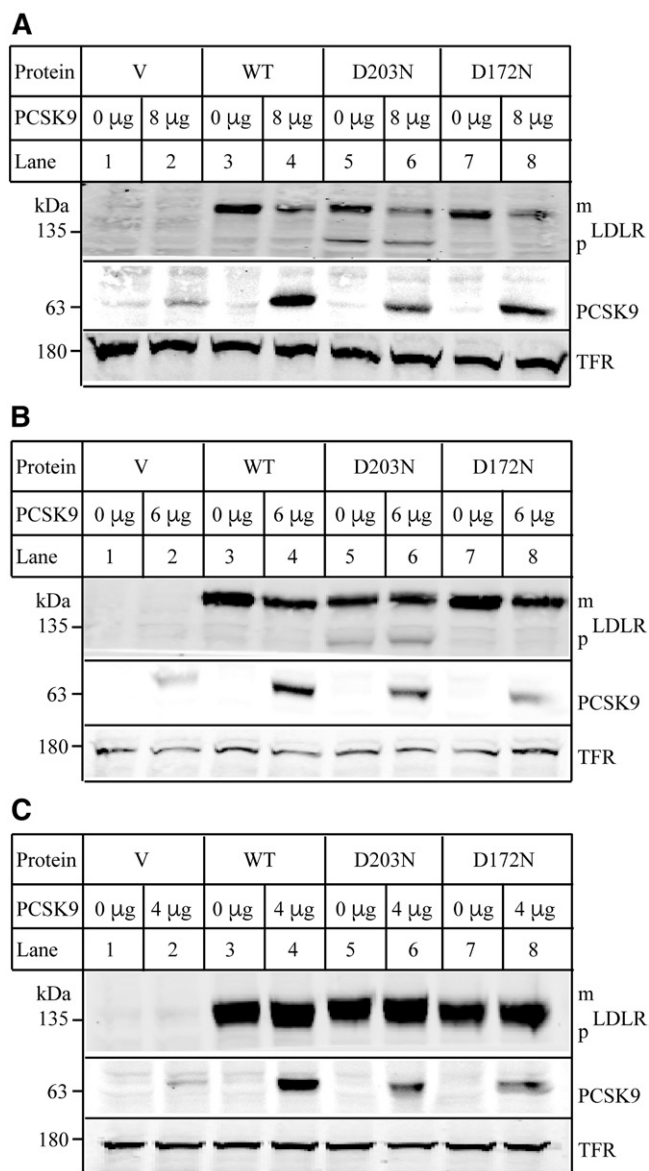 A
Protein V WT D203N D172N
PCSK9 0 µg 8 µg 0 µg 8 µg 0 µg 8 µg 0 µg 8 µg
Lane 1 2 3 4 5 6 7 8
kDa m
135 LDLR
p
63 PCSK9
180 TFR
B
Protein V WT D203N D172N
PCSK9 0 µg 6 µg 0 µg 6 µg 0 µg 6 µg 0 µg 6 µg
Lane 1 2 3 4 5 6 7 8
kDa m
135 LDLR
p
63 PCSK9
180 TFR
C
Protein V WT D203N D172N
PCSK9 0 µg 4 µg 0 µg 4 µg 0 µg 4 µg 0 µg 4 µg
Lane 1 2 3 4 5 6 7 8
kDa m
135 LDLR
p
63 PCSK9
180 TFR